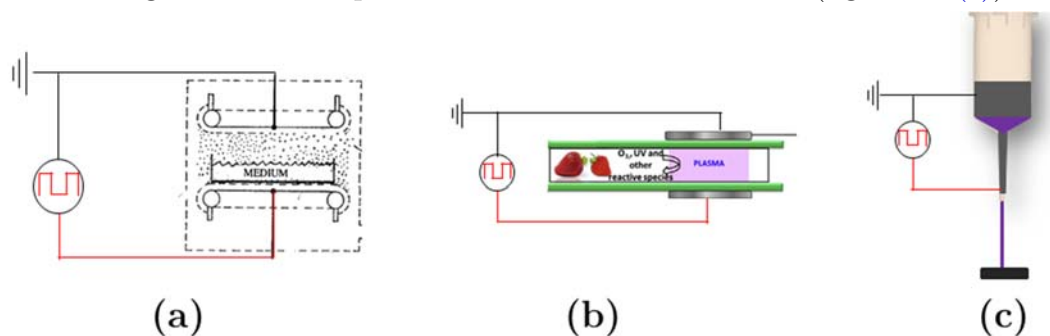 MEDIUM
O₃, UV and
other
reactive species
PLASMA
(a)
(b)
(c)